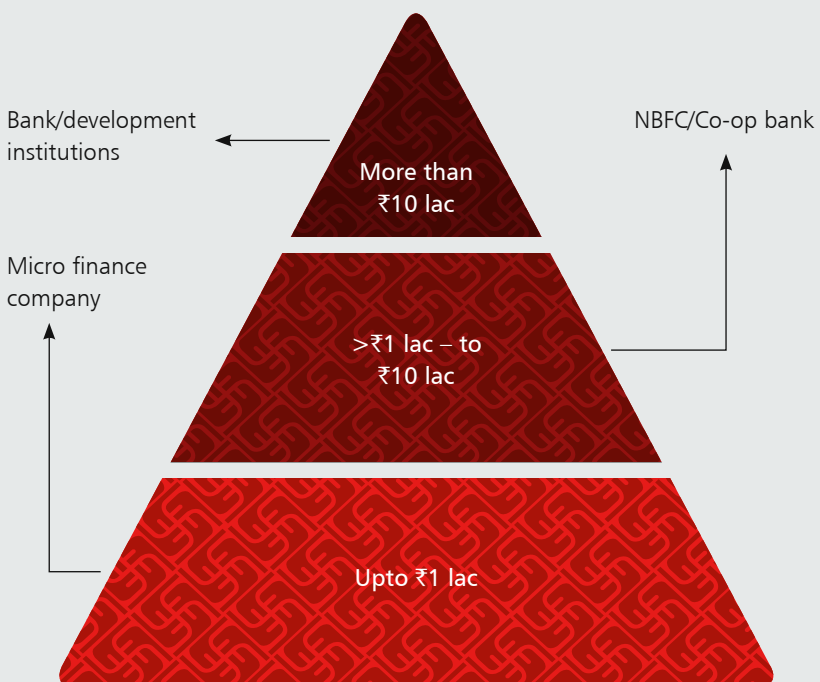 Bank/development
institutions
NBFC/Co-op bank
More than
₹10 lac
Micro finance
company
>₹1 lac – to
₹10 lac
Upto ₹1 lac